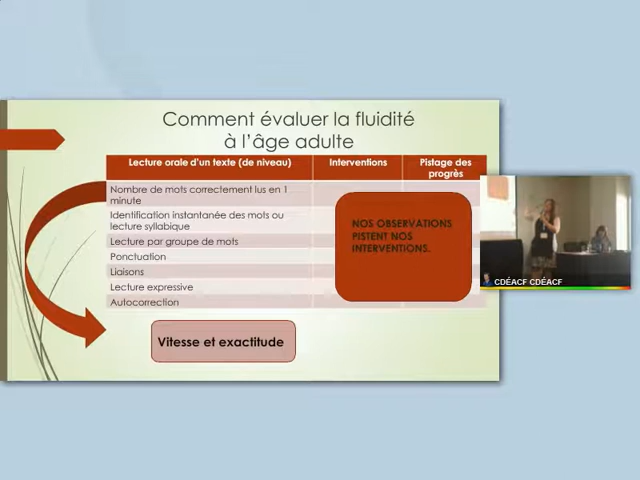 Comment évaluer la fluidité
à l'âge adulte
Lecture orale d'un texte (de niveau)
Interventions
Pistage des
progrès
Nombre de mots correctement lus en 1
minute
Identification instantanée des mots ou
lecture syllabique
Lecture par groupe de mots
Ponctuation
Liaisons
Lecture expressive
Autocorrection
NOS OBSERVATIONS
PISTENT NOS
INTERVENTIONS.
Vitesse et exactitude
CDÉACF CDÉACF